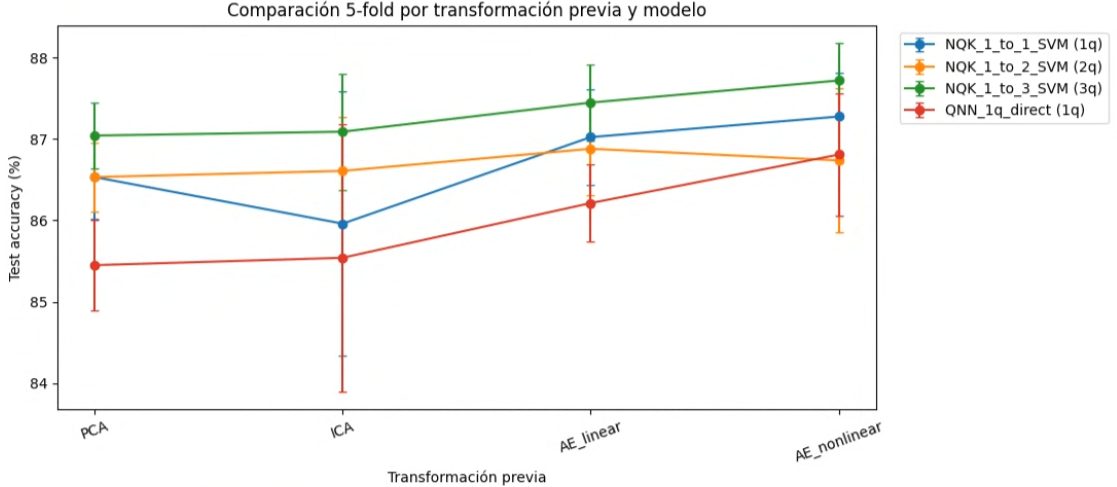 Comparación 5-fold por transformación previa y modelo
88
87
86
85
84
Test accuracy (%)
PCA
ICA
AE_linear
AE_nonlinear
Transformación previa
NQK_1_to_1_SVM (1q)
NQK_1_to_2_SVM (2q)
NQK_1_to_3_SVM (3q)
QNN_1q_direct (1q)